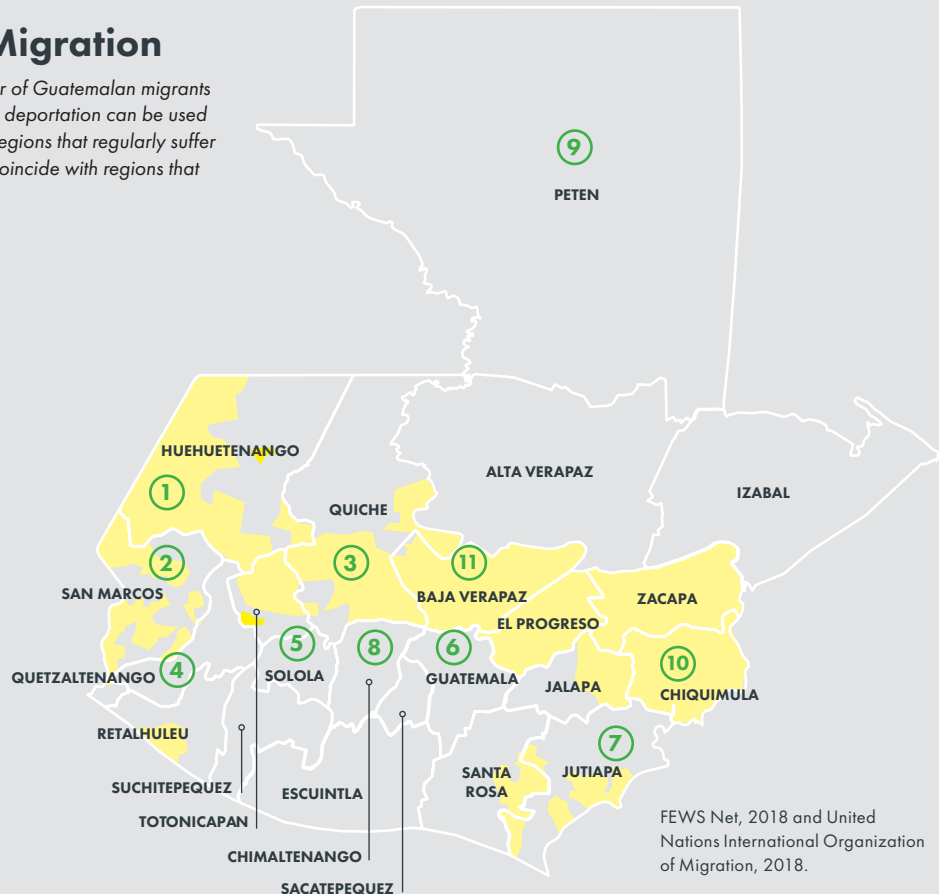 Migration
r of Guatemalan migrants
deportation can be used
egions that regularly suffer
oincide with regions that
9
PETEN
HUEHUETENANGO
ALTA VERAPAZ
1
IZABAL
QUICHE
2
3
11
SAN MARCOS
BAJA VERAPAZ
ZACAPA
EL PROGRESO
5
8
6
4
10
QUETZALTENANGO
SOLOLA
GUATEMALA
JALAPA
CHIQUIMULA
RETALHULEU
7
SANTA
ROSA
JUTIAPA
SUCHITEPEQUEZ
ESCUINTLA
TOTONICAPAN
CHIMALTENANGO
SACATEPEQUEZ
FEWS Net, 2018 and United
Nations International Organization
of Migration, 2018.